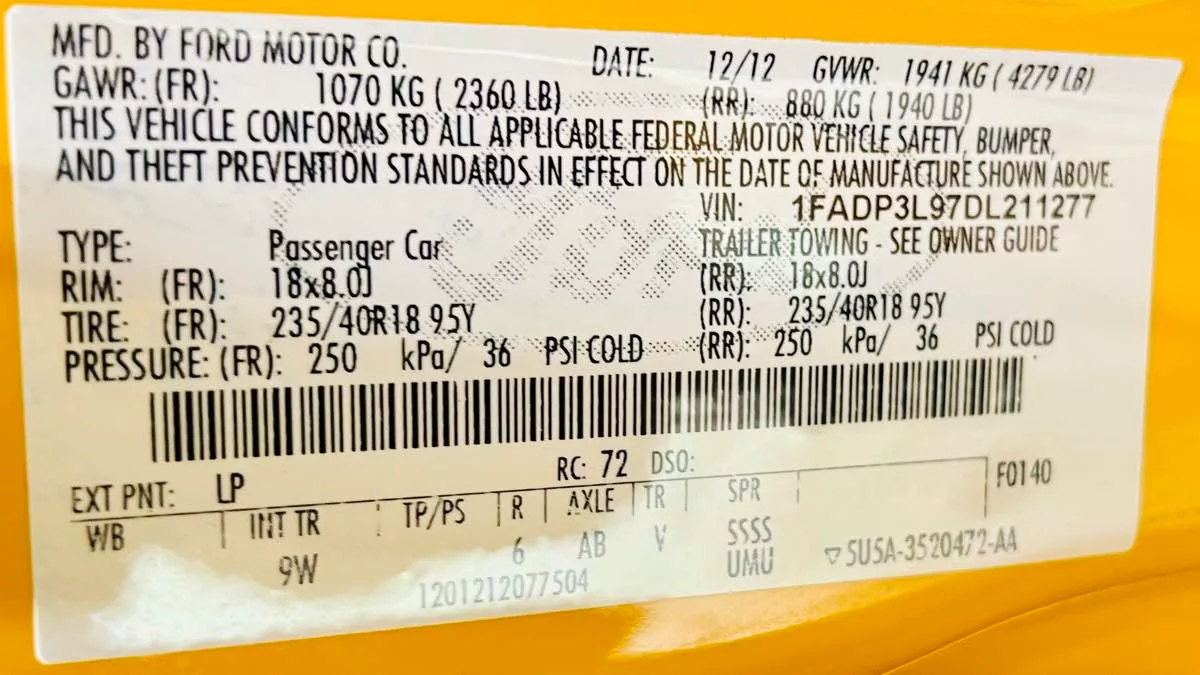 MFD. BY FORD MOTOR CO. DATE: 12/12 GVWR: 1941 KG ( 4279 LB)
GAWR: (FR): 1070 KG ( 2360 LB) (RR): 880 KG ( 1940 LB)
THIS VEHICLE CONFORMS TO ALL APPLICABLE FEDERAL MOTOR VEHICLE SAFETY, BUMPER,
AND THEFT PREVENTION STANDARDS IN EFFECT ON THE DATE OF MANUFACTURE SHOWN ABOVE.
VIN: 1FADP3L97DL211277
TYPE: Passenger Car TRAILER TOWING - SEE OWNER GUIDE
RIM: (FR): 18x8.0J (RR): 18x8.0J
TIRE: (FR): 235/40R18 95Y (RR): 235/40R18 95Y
PRESSURE: (FR): 250 kPa/ 36 PSI COLD (RR): 250 kPa/ 36 PSI COLD
EXT PNT: LP RC: 72 DSO: F0140
WB INT TR TP/PS R AXLE TR SPR
9W 6 AB V SSSS
UMU ▽5U5A-3520472-AA
1201212077504